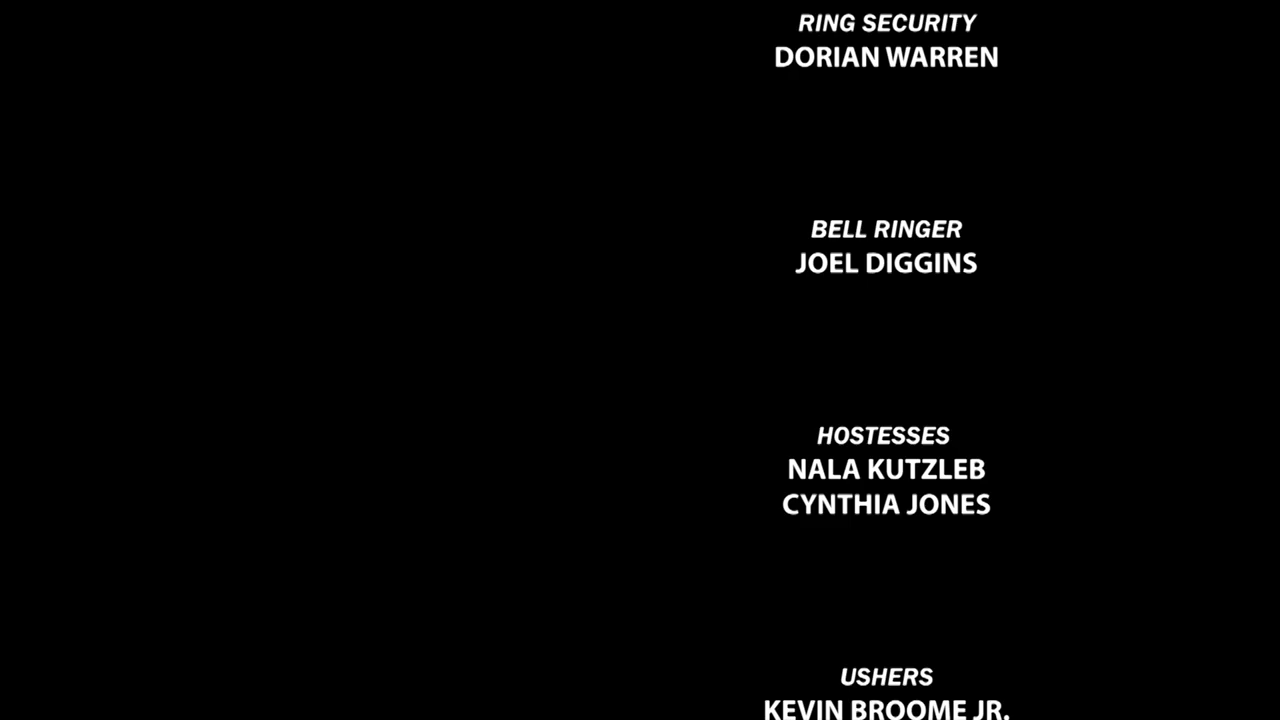 RING SECURITY
DORIAN WARREN
BELL RINGER
JOEL DIGGINS
HOSTESSES
NALA KUTZLEB
CYNTHIA JONES
USHERS
KEVIN BROOME JR.